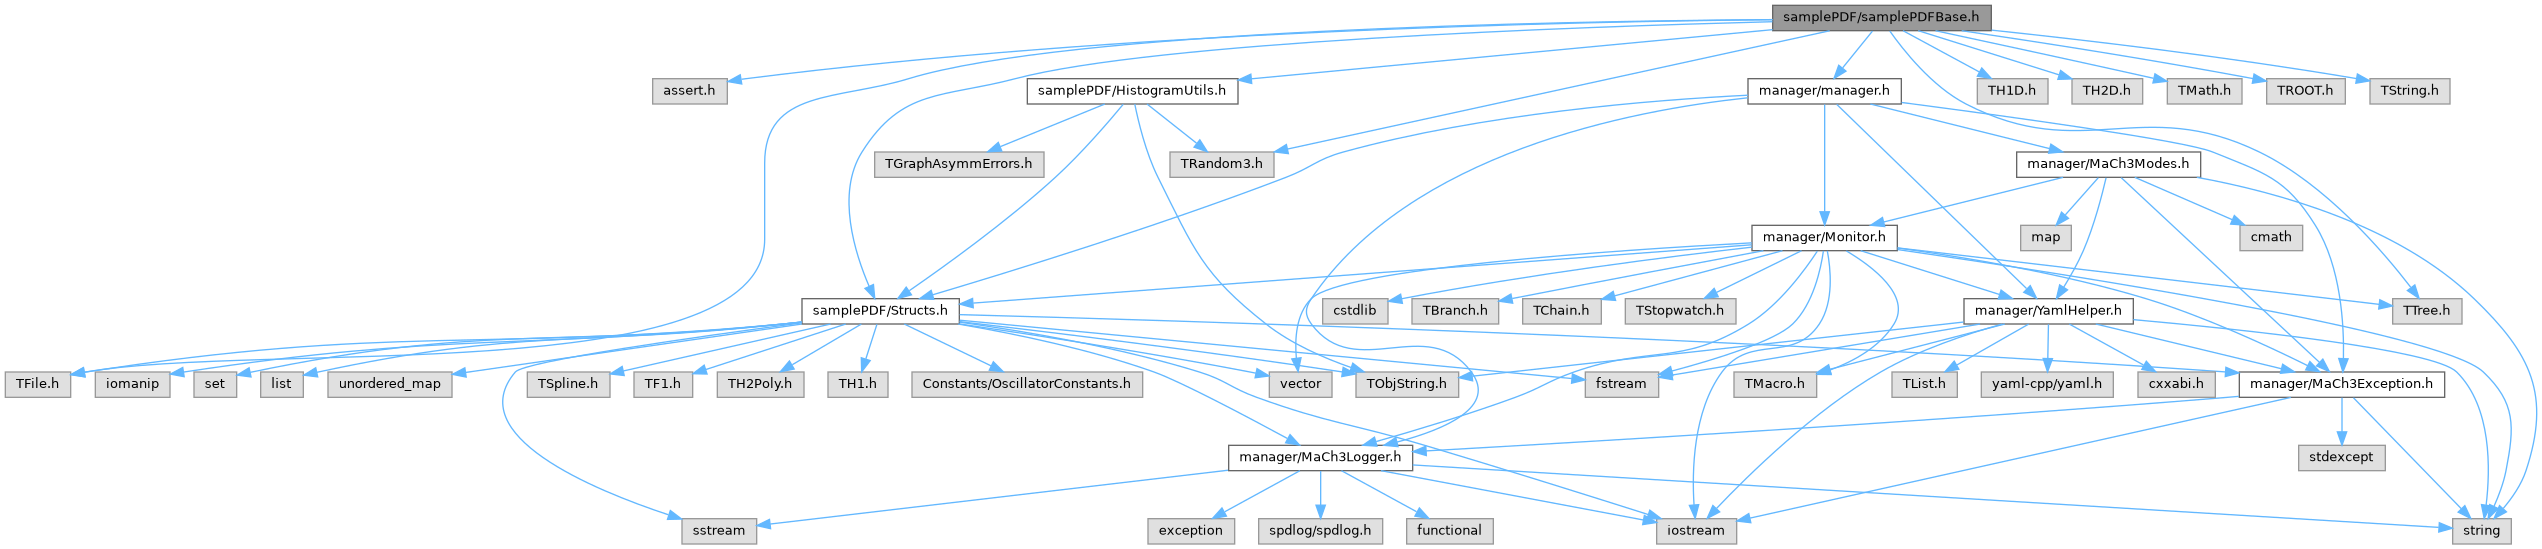 samplePDF/samplePDFBase.h
assert.h
samplePDF/HistogramUtils.h
manager/manager.h
TH1D.h
TH2D.h
TMath.h
TROOT.h
TString.h
TGraphAsymmErrors.h
TRandom3.h
manager/MaCh3Modes.h
manager/Monitor.h
map
cmath
samplePDF/Structs.h
cstdlib
TBranch.h
TChain.h
TStopwatch.h
manager/YamlHelper.h
TTree.h
TFile.h
iomanip
set
list
unordered_map
TSpline.h
TF1.h
TH2Poly.h
TH1.h
Constants/OscillatorConstants.h
vector
TObjString.h
fstream
TMacro.h
TList.h
yaml-cpp/yaml.h
cxxabi.h
manager/MaCh3Exception.h
manager/MaCh3Logger.h
stdexcept
sstream
exception
spdlog/spdlog.h
functional
iostream
string